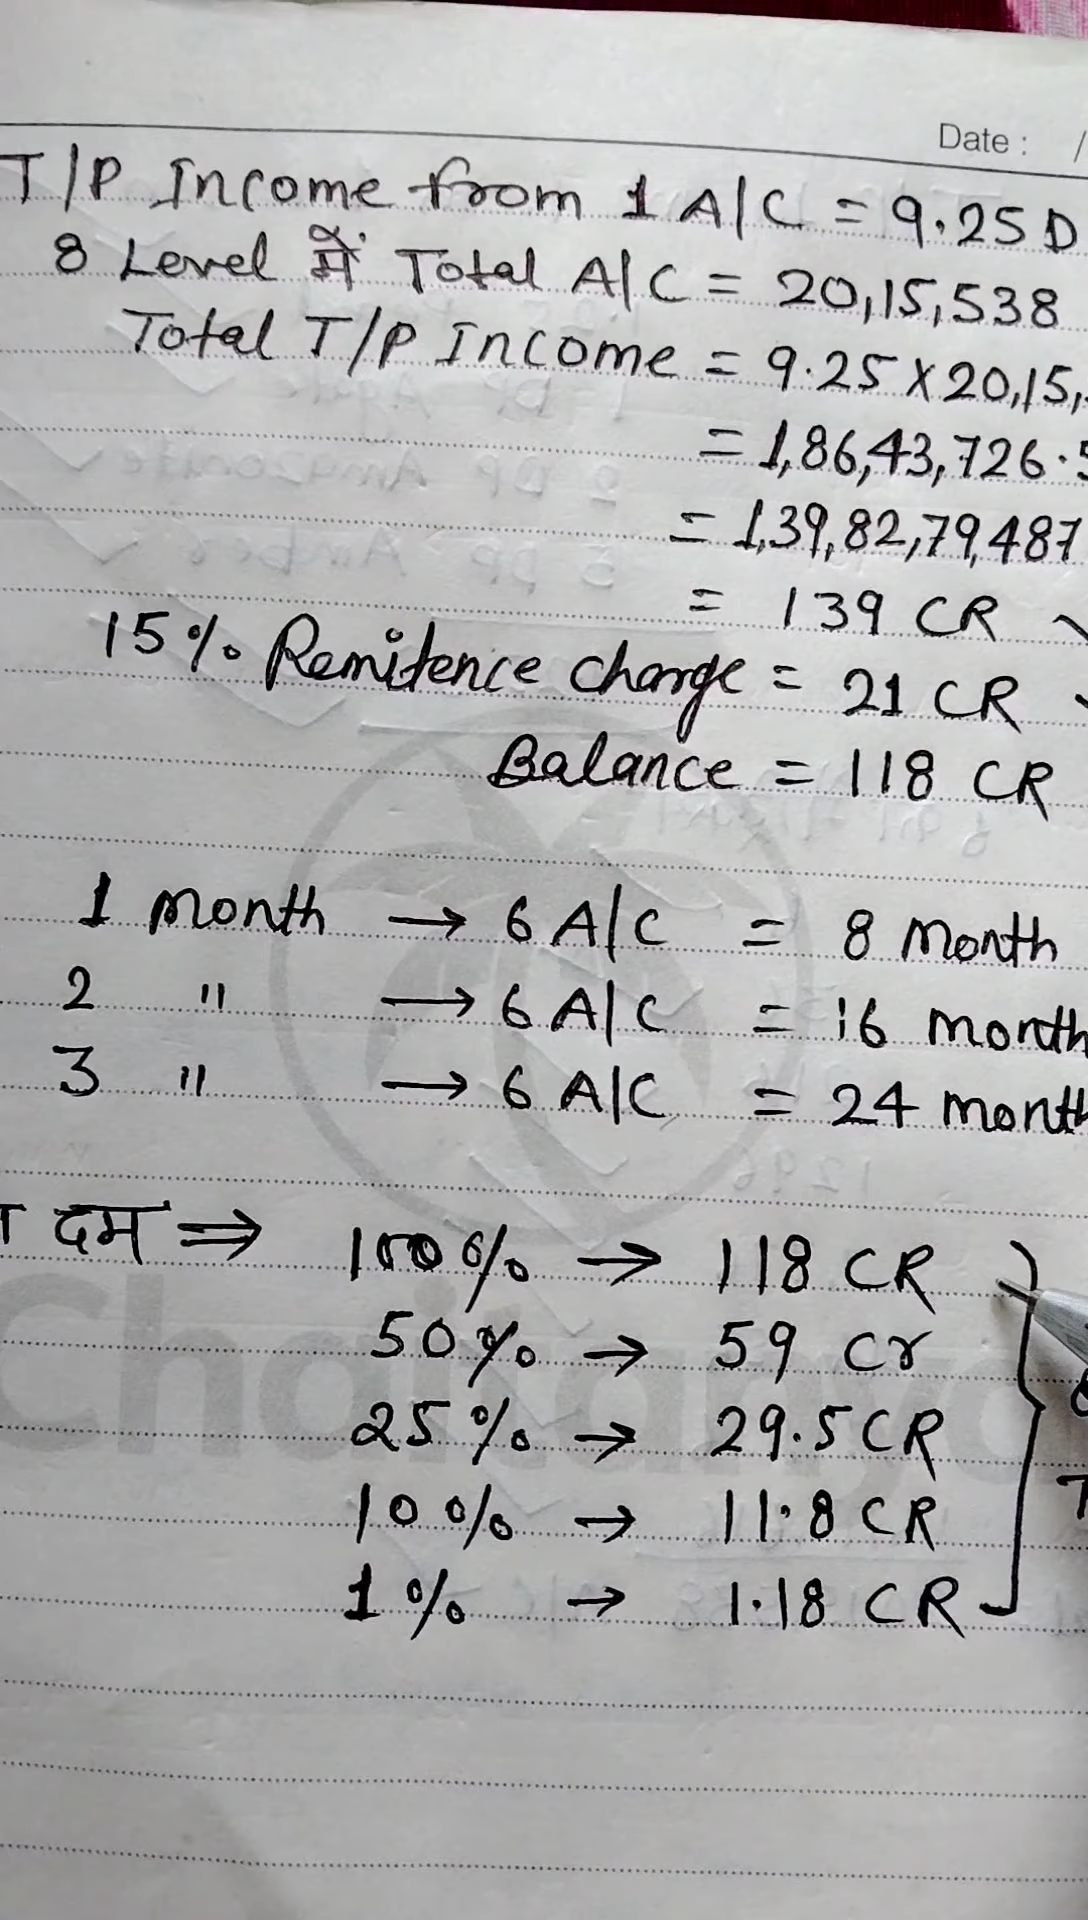 Date : /
T/P Income from 1 A/C = 9.25 D
8 Level में Total A/C = 20,15,538
Total T/P Income = 9.25 X 20,15,
= 1,86,43,726.5
= 1,39,82,79,487
= 139 CR
15% Remitence charge = 21 CR
Balance = 118 CR
1 month → 6 A/C = 8 month
2 " → 6 A/C = 16 month
3 " → 6 A/C = 24 month
दम ⇒ 100% → 118 CR
50% → 59 Cr
25% → 29.5 CR
10% → 11.8 CR
1% → 1.18 CR
Chaitanya